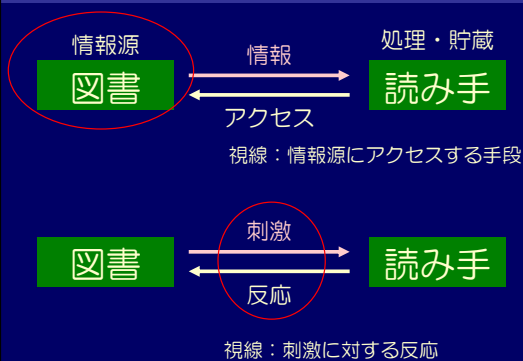 情報源
処理・貯蔵
図書
情報
読み手
アクセス
視線：情報源にアクセスする手段
図書
刺激
読み手
反応
視線：刺激に対する反応